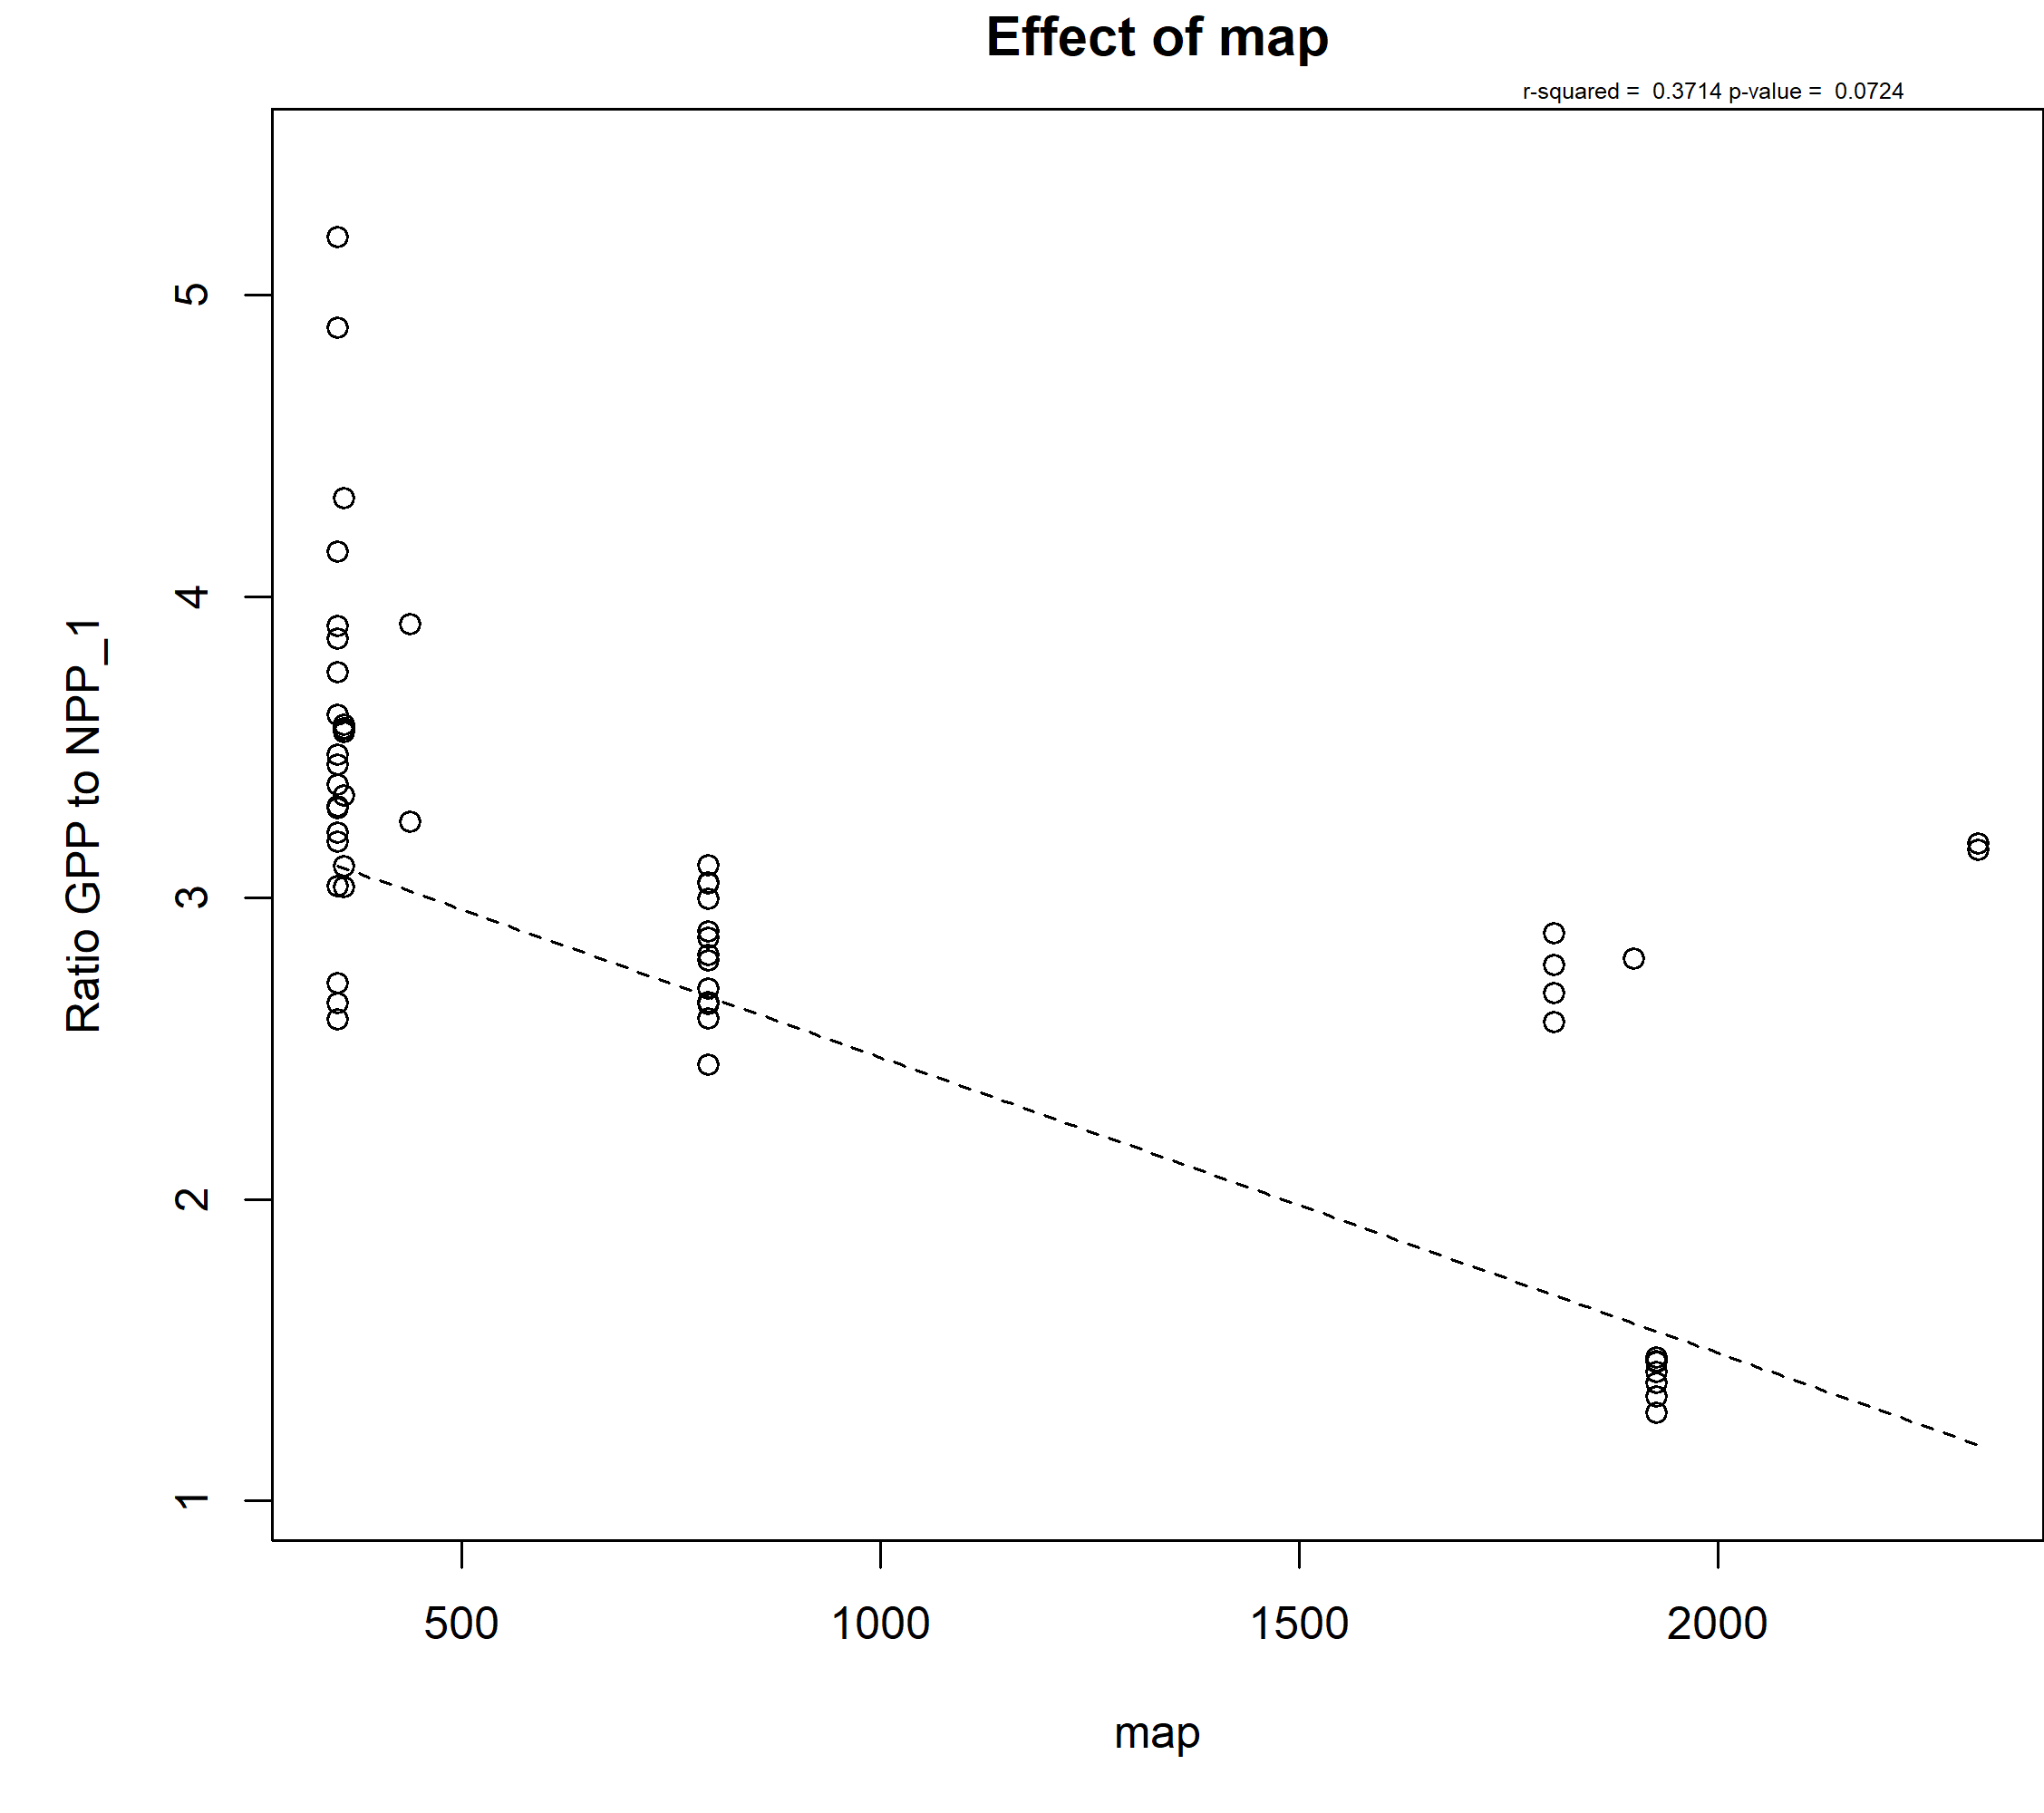 Effect of map
r-squared = 0.3714 p-value = 0.0724
Ratio GPP to NPP_1
5
4
3
2
1
500 1000 1500 2000
map